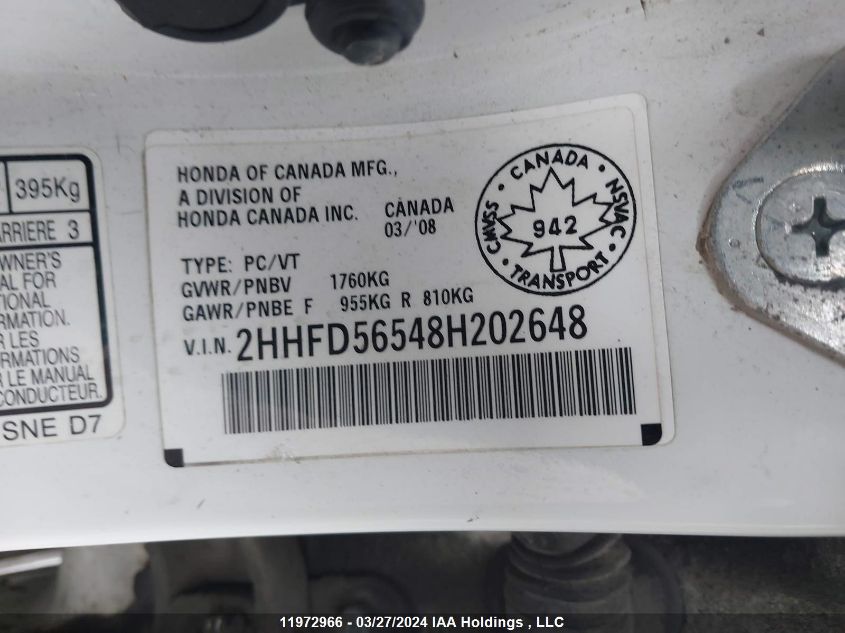 395Kg
ARRIERE 3
WNER'S
AL FOR
TIONAL
RMATION.
R LES
RMATIONS
R LE MANUAL
CONDUCTEUR.
SNE D7
HONDA OF CANADA MFG.,
A DIVISION OF
HONDA CANADA INC. CANADA
03/'08
TYPE: PC/VT
GVWR/PNBV 1760KG
GAWR/PNBE F 955KG R 810KG
V.I.N. 2HHFD56548H202648
CANADA · NSVAC · TRANSPORT · CMVSS ·
942
11972966 - 03/27/2024 IAA Holdings , LLC